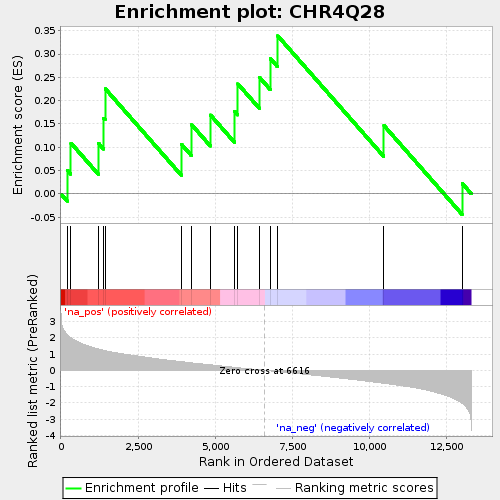 Enrichment plot: CHR4Q28
Enrichment score (ES)
0.35
0.30
0.25
0.20
0.15
0.10
0.05
0.00
-0.05
'na_pos' (positively correlated)
Ranked list metric (PreRanked)
3
2
1
0
-1
-2
-3
-4
Zero cross at 6616
'na_neg' (negatively correlated)
0
2,500
5,000
7,500
10,000
12,500
Rank in Ordered Dataset
Enrichment profile
Hits
Ranking metric scores